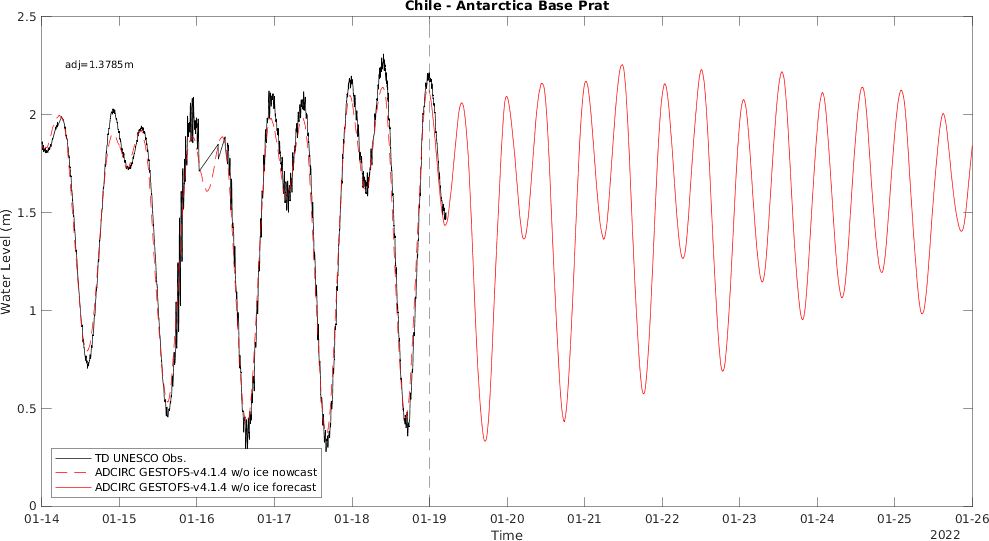 Chile - Antarctica Base Prat
2.5
adj=1.3785m
2
1.5
Water Level (m)
1
0.5
TD UNESCO Obs.
ADCIRC GESTOFS-v4.1.4 w/o ice nowcast
ADCIRC GESTOFS-v4.1.4 w/o ice forecast
0
01-14 01-15 01-16 01-17 01-18 01-19 01-20 01-21 01-22 01-23 01-24 01-25 01-26
Time
2022